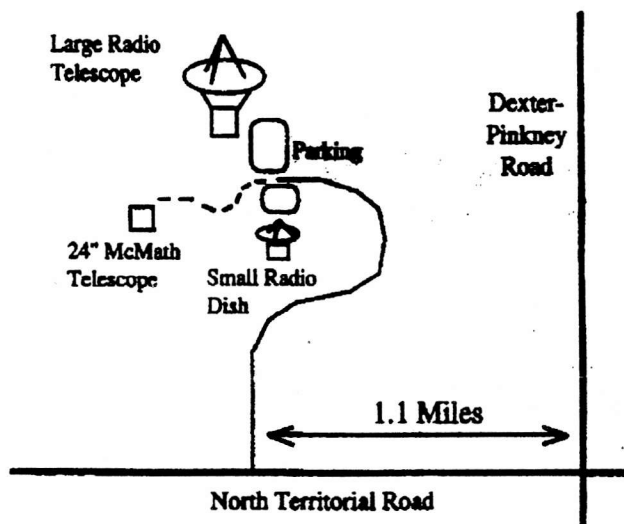 Large Radio
Telescope
Dexter-
Pinkney
Road
Parking
24" McMath
Telescope
Small Radio
Dish
1.1 Miles
North Territorial Road